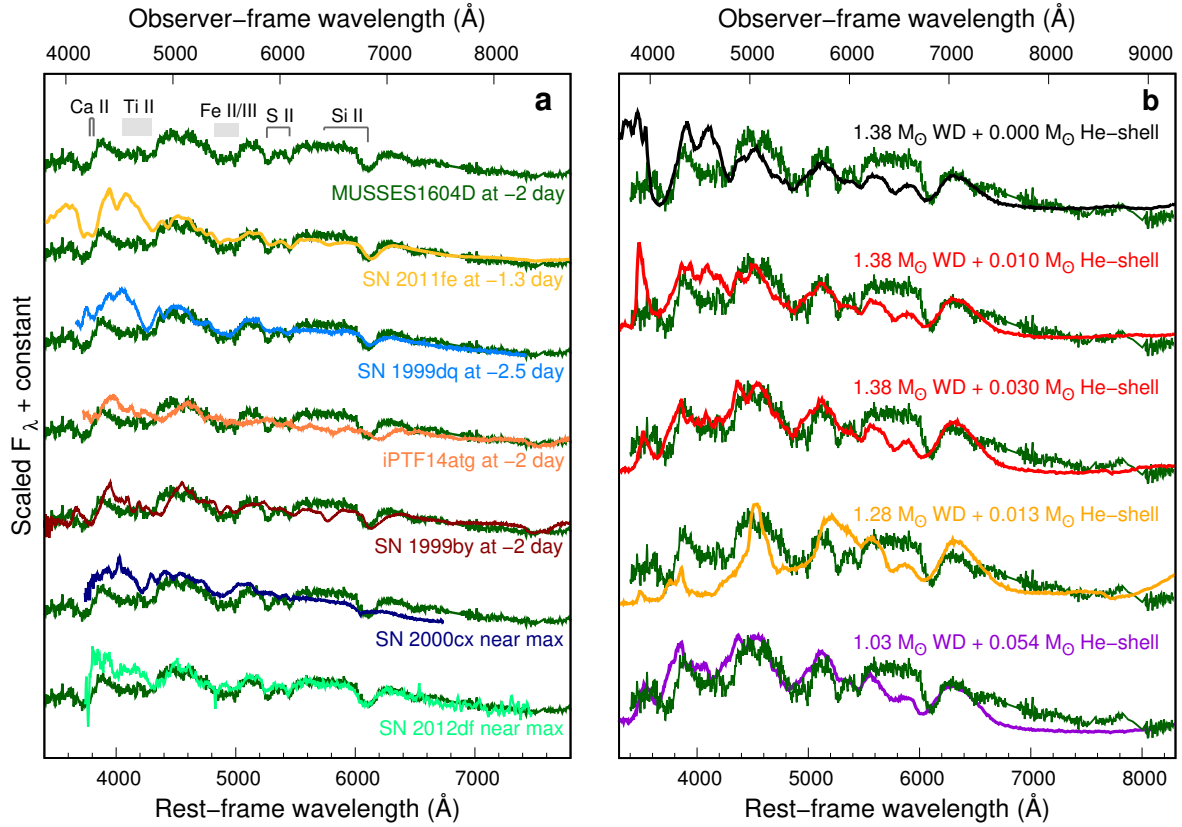 Observer−frame wavelength (Å)
4000 5000 6000 7000 8000
a
Ca II Ti II Fe II/III S II Si II
MUSSES1604D at −2 day
SN 2011fe at −1.3 day
SN 1999dq at −2.5 day
iPTF14atg at −2 day
SN 1999by at −2 day
SN 2000cx near max
SN 2012df near max
Scaled F λ + constant
4000 5000 6000 7000
Rest−frame wavelength (Å)
Observer−frame wavelength (Å)
4000 5000 6000 7000 8000 9000
b
1.38 M⊙ WD + 0.000 M⊙ He−shell
1.38 M⊙ WD + 0.010 M⊙ He−shell
1.38 M⊙ WD + 0.030 M⊙ He−shell
1.28 M⊙ WD + 0.013 M⊙ He−shell
1.03 M⊙ WD + 0.054 M⊙ He−shell
4000 5000 6000 7000 8000
Rest−frame wavelength (Å)